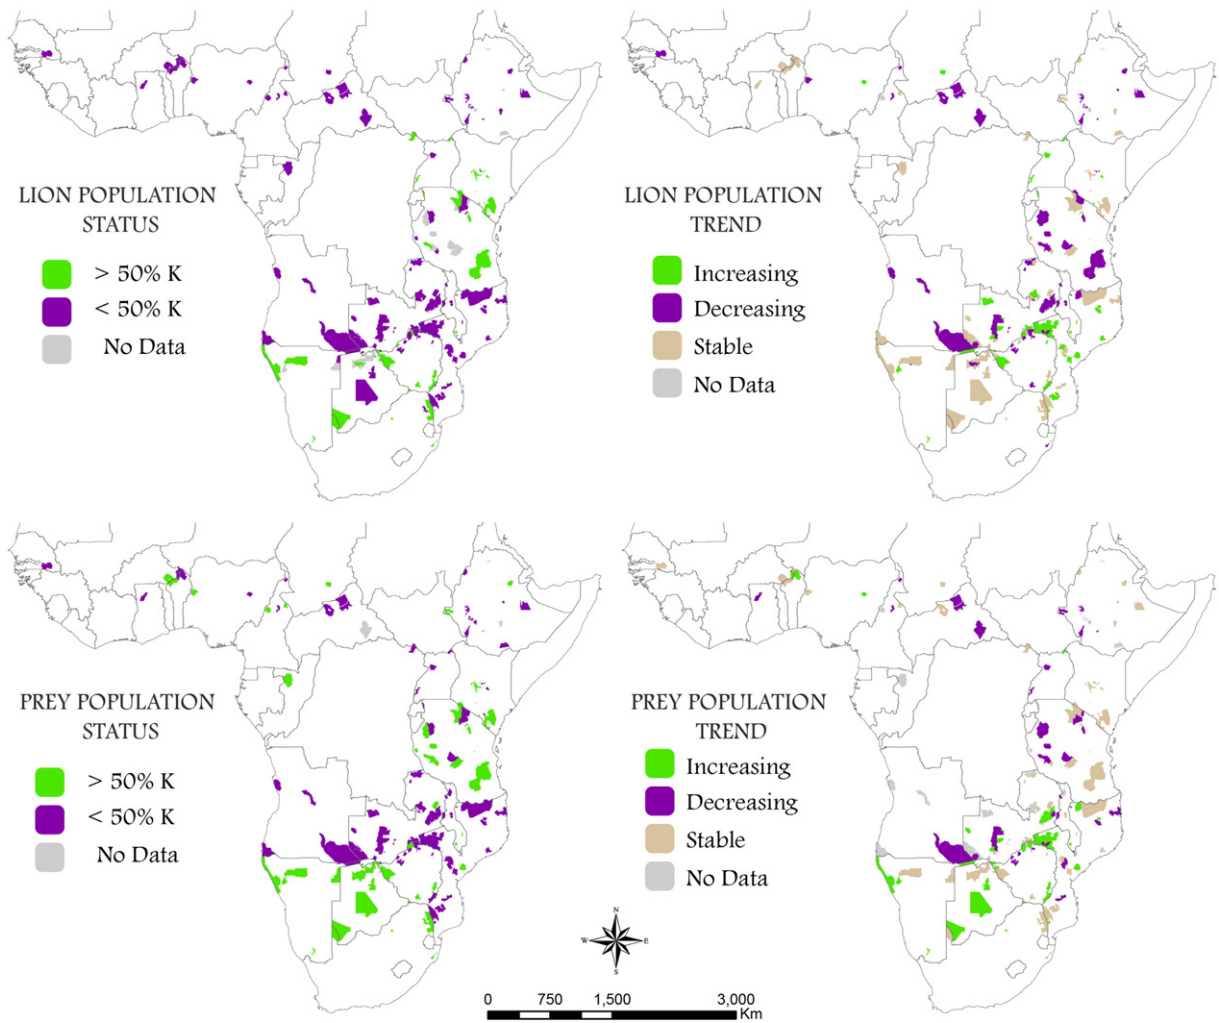 LION POPULATION
STATUS
> 50% K
< 50% K
No Data
LION POPULATION
TREND
Increasing
Decreasing
Stable
No Data
PREY POPULATION
STATUS
> 50% K
< 50% K
No Data
PREY POPULATION
TREND
Increasing
Decreasing
Stable
No Data
N
W E
S
0 750 1,500 3,000
Km